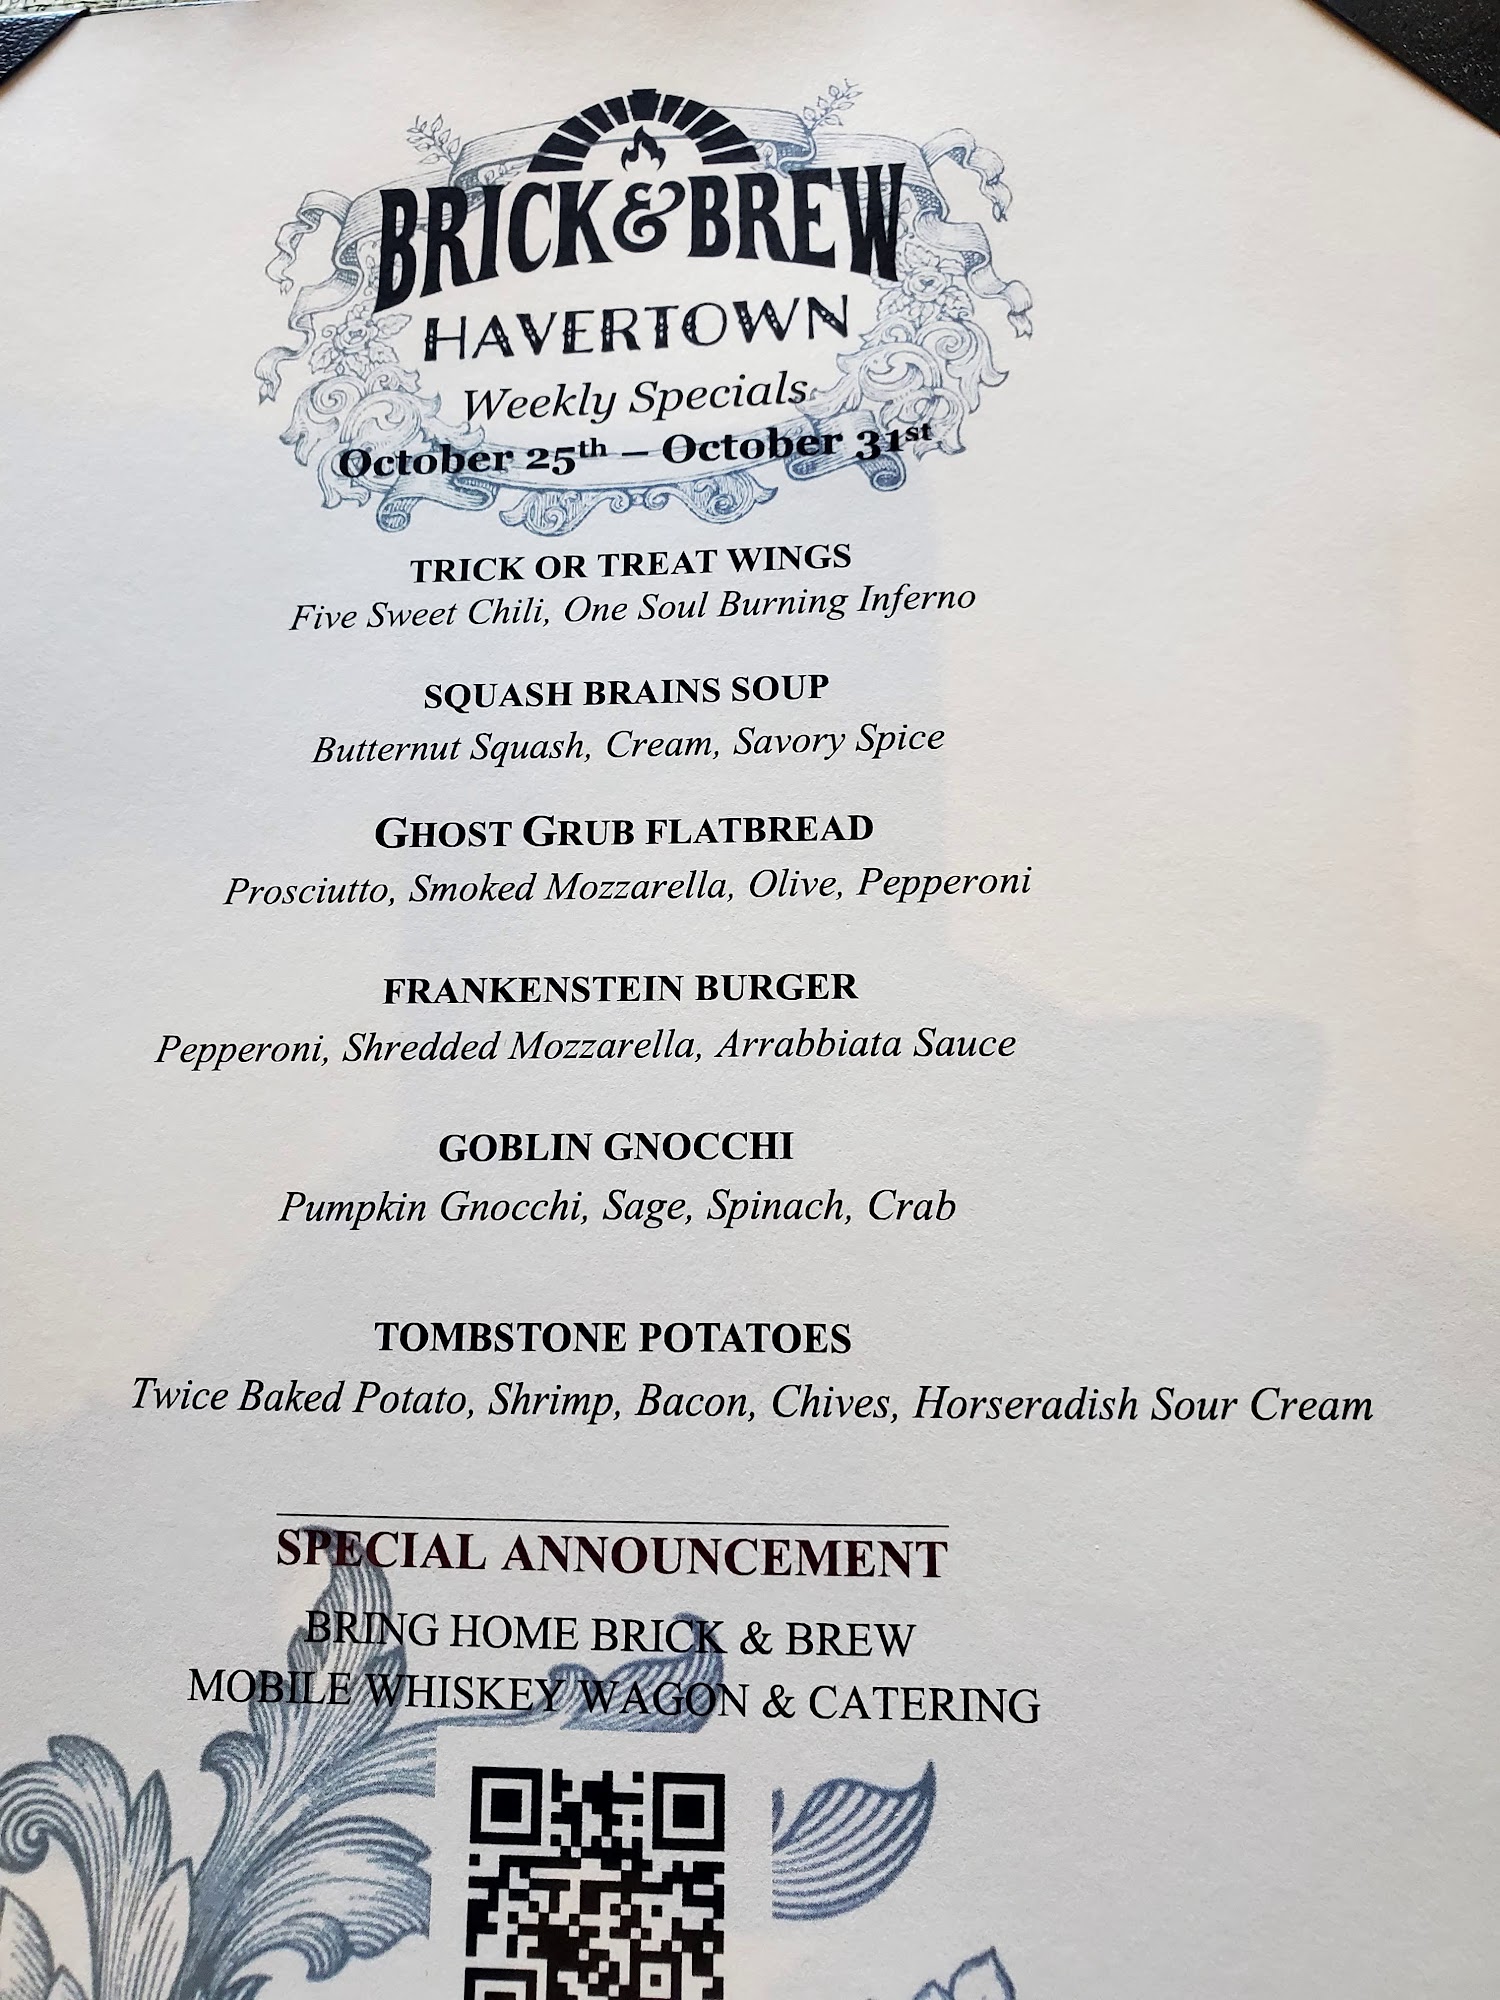 BRICK & BREW
HAVERTOWN
Weekly Specials
October 25th – October 31st
TRICK OR TREAT WINGS
Five Sweet Chili, One Soul Burning Inferno
SQUASH BRAINS SOUP
Butternut Squash, Cream, Savory Spice
GHOST GRUB FLATBREAD
Prosciutto, Smoked Mozzarella, Olive, Pepperoni
FRANKENSTEIN BURGER
Pepperoni, Shredded Mozzarella, Arrabbiata Sauce
GOBLIN GNOCCHI
Pumpkin Gnocchi, Sage, Spinach, Crab
TOMBSTONE POTATOES
Twice Baked Potato, Shrimp, Bacon, Chives, Horseradish Sour Cream
SPECIAL ANNOUNCEMENT
BRING HOME BRICK & BREW
MOBILE WHISKEY WAGON & CATERING